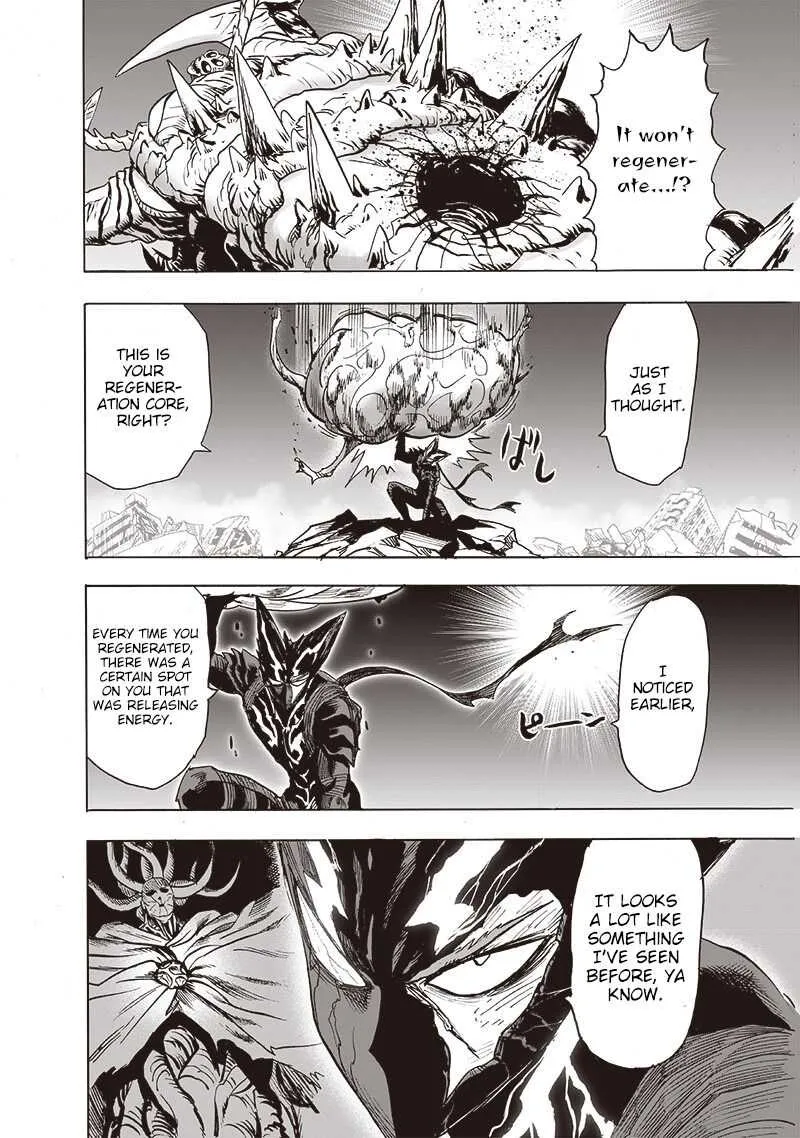 It won't
regener-
ate...!?
JUST
AS I
THOUGHT.
ばし
THIS IS
YOUR
REGENER-
ATION CORE,
RIGHT?
I
NOTICED
EARLIER,
ピーン
EVERY TIME YOU
REGENERATED,
THERE WAS A
CERTAIN SPOT
ON YOU THAT
WAS RELEASING
ENERGY.
IT LOOKS
A LOT LIKE
SOMETHING
I'VE SEEN
BEFORE, YA
KNOW.